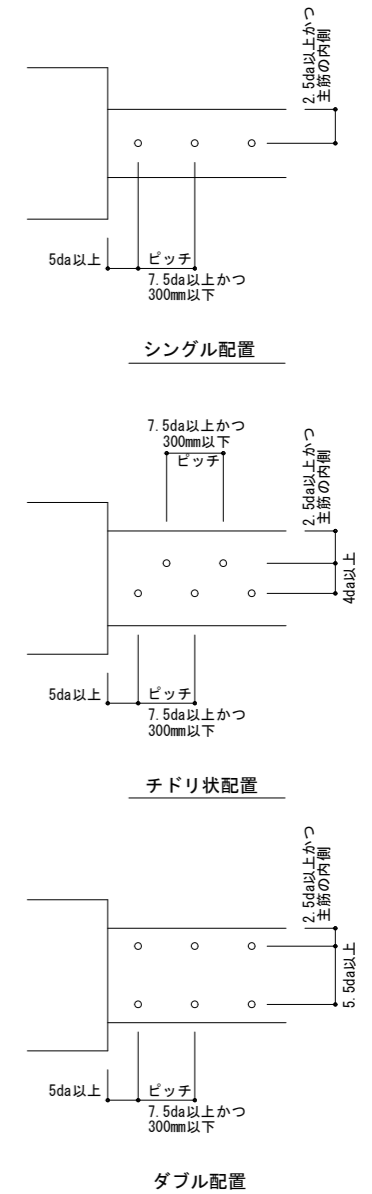 2.5da以上かつ
主筋の内側
5da以上
ピッチ
7.5da以上かつ
300mm以下
シングル配置
7.5da以上かつ
300mm以下
ピッチ
2.5da以上かつ
主筋の内側
4da以上
5da以上
ピッチ
7.5da以上かつ
300mm以下
チドリ状配置
2.5da以上かつ
主筋の内側
5.5da以上
5da以上
ピッチ
7.5da以上かつ
300mm以下
ダブル配置